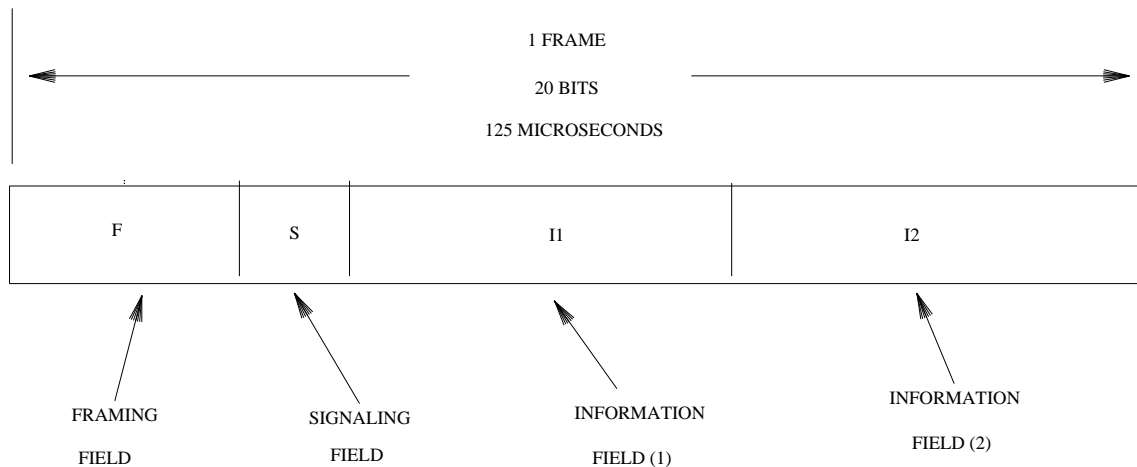 1 FRAME
20 BITS
125 MICROSECONDS
F
S
I1
I2
FRAMING
FIELD
SIGNALING
FIELD
INFORMATION
FIELD (1)
INFORMATION
FIELD (2)